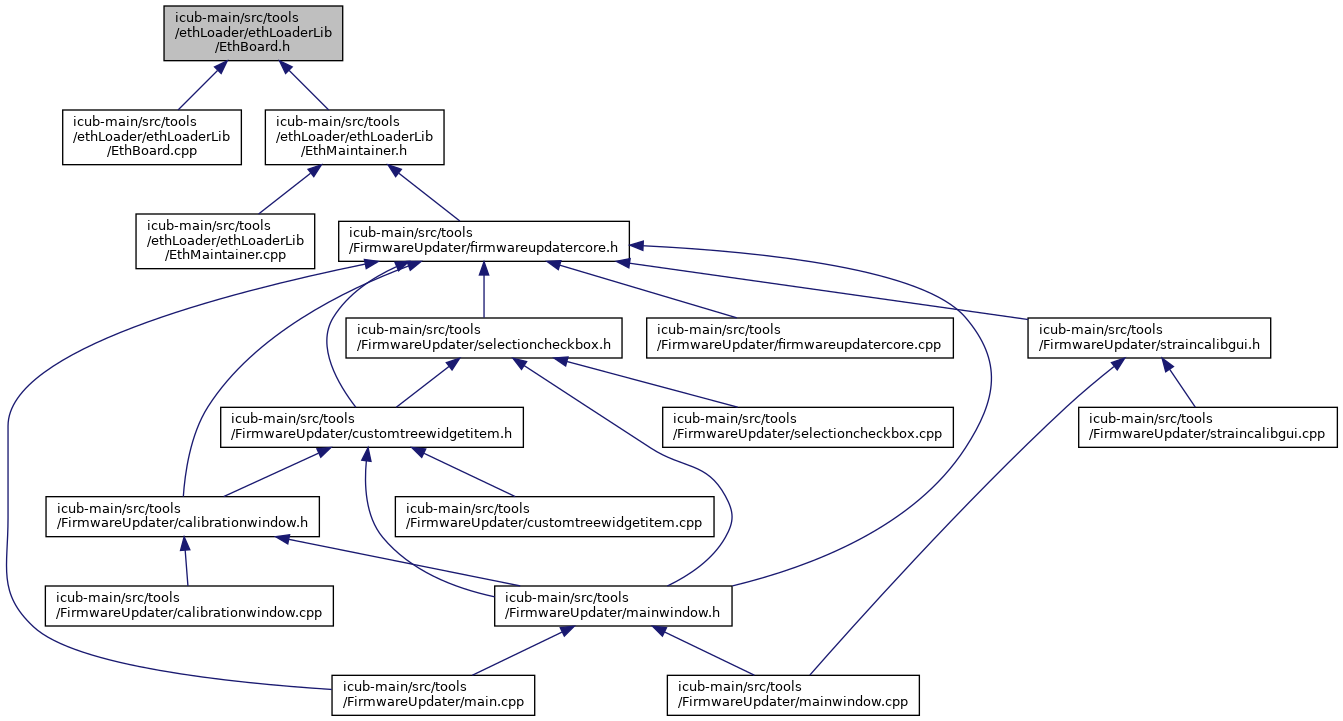 icub-main/src/tools
/ethLoader/ethLoaderLib
/EthBoard.h
icub-main/src/tools
/ethLoader/ethLoaderLib
/EthBoard.cpp
icub-main/src/tools
/ethLoader/ethLoaderLib
/EthMaintainer.h
icub-main/src/tools
/ethLoader/ethLoaderLib
/EthMaintainer.cpp
icub-main/src/tools
/FirmwareUpdater/firmwareupdatercore.h
icub-main/src/tools
/FirmwareUpdater/selectioncheckbox.h
icub-main/src/tools
/FirmwareUpdater/firmwareupdatercore.cpp
icub-main/src/tools
/FirmwareUpdater/straincalibgui.h
icub-main/src/tools
/FirmwareUpdater/customtreewidgetitem.h
icub-main/src/tools
/FirmwareUpdater/selectioncheckbox.cpp
icub-main/src/tools
/FirmwareUpdater/straincalibgui.cpp
icub-main/src/tools
/FirmwareUpdater/calibrationwindow.h
icub-main/src/tools
/FirmwareUpdater/customtreewidgetitem.cpp
icub-main/src/tools
/FirmwareUpdater/calibrationwindow.cpp
icub-main/src/tools
/FirmwareUpdater/mainwindow.h
icub-main/src/tools
/FirmwareUpdater/main.cpp
icub-main/src/tools
/FirmwareUpdater/mainwindow.cpp